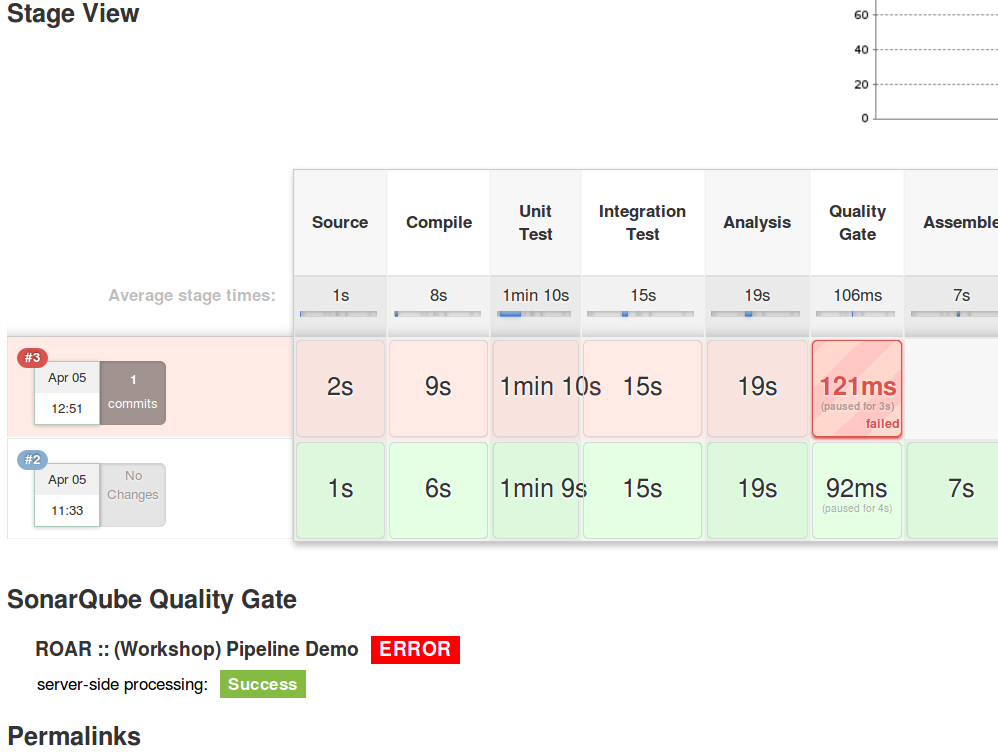 Stage View
60
40
20
0
Source Compile Unit Test Integration Test Analysis Quality Gate Assemble
Average stage times: 1s 8s 1min 10s 15s 19s 106ms 7s
#3
Apr 05
12:51
1
commits
2s 9s 1min 10s 15s 19s 121ms
(paused for 3s)
failed
#2
Apr 05
11:33
No
Changes
1s 6s 1min 9s 15s 19s 92ms 7s
(paused for 4s)
SonarQube Quality Gate
ROAR :: (Workshop) Pipeline Demo ERROR
server-side processing: Success
Permalinks